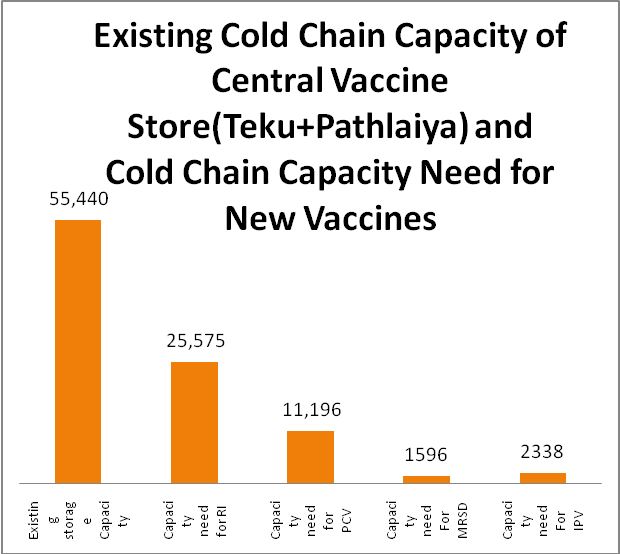 Existing Cold Chain Capacity of
Central Vaccine
Store(Teku+Pathlaiya) and
Cold Chain Capacity Need for
New Vaccines
55,440
25,575
11,196
1596
2338
Existin
g
storag
e
Capaci
ty
Capaci
ty
need
for RI
Capaci
ty
need
for
PCV
Capaci
ty
need
For
MRSD
Capaci
ty
need
For
IPV